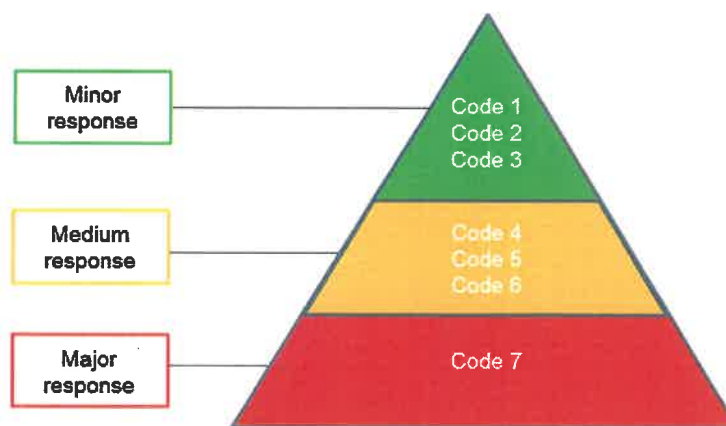 Minor
response
Code 1
Code 2
Code 3
Medium
response
Code 4
Code 5
Code 6
Major
response
Code 7